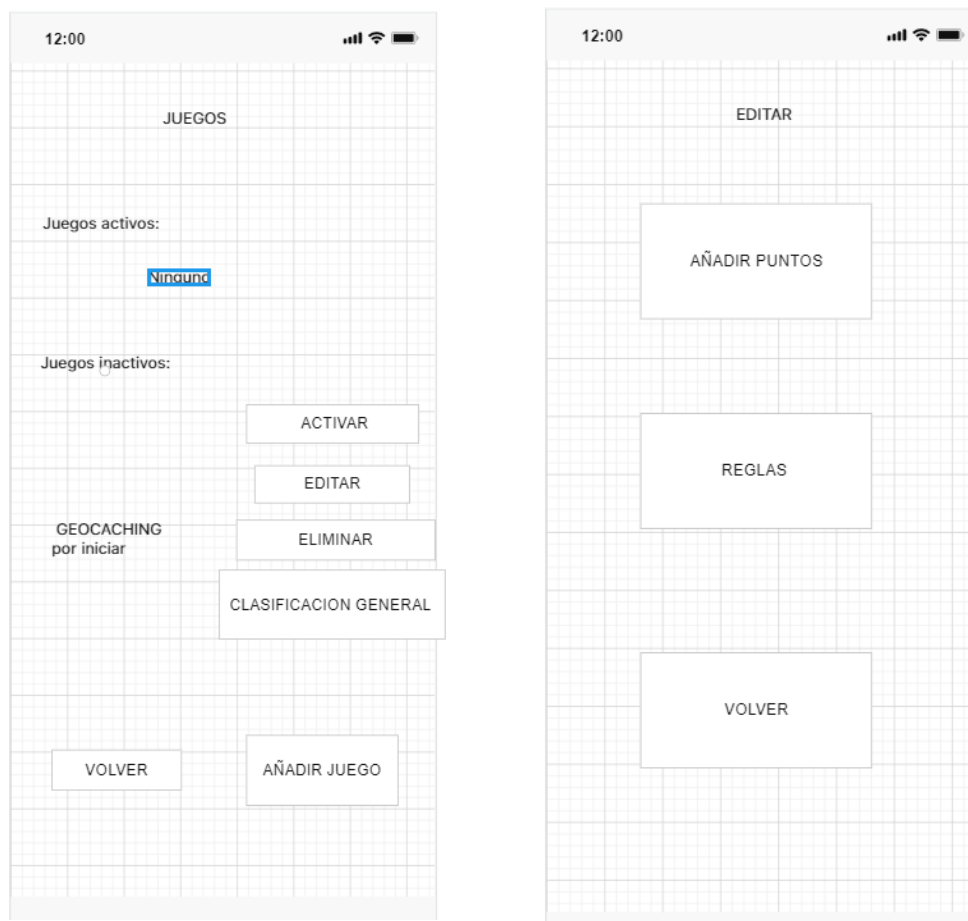 12:00
JUEGOS
Juegos activos:
Ninguno
Juegos inactivos:
ACTIVAR
EDITAR
GEOCACHING
por iniciar
ELIMINAR
CLASIFICACION GENERAL
VOLVER
AÑADIR JUEGO
12:00
EDITAR
AÑADIR PUNTOS
REGLAS
VOLVER